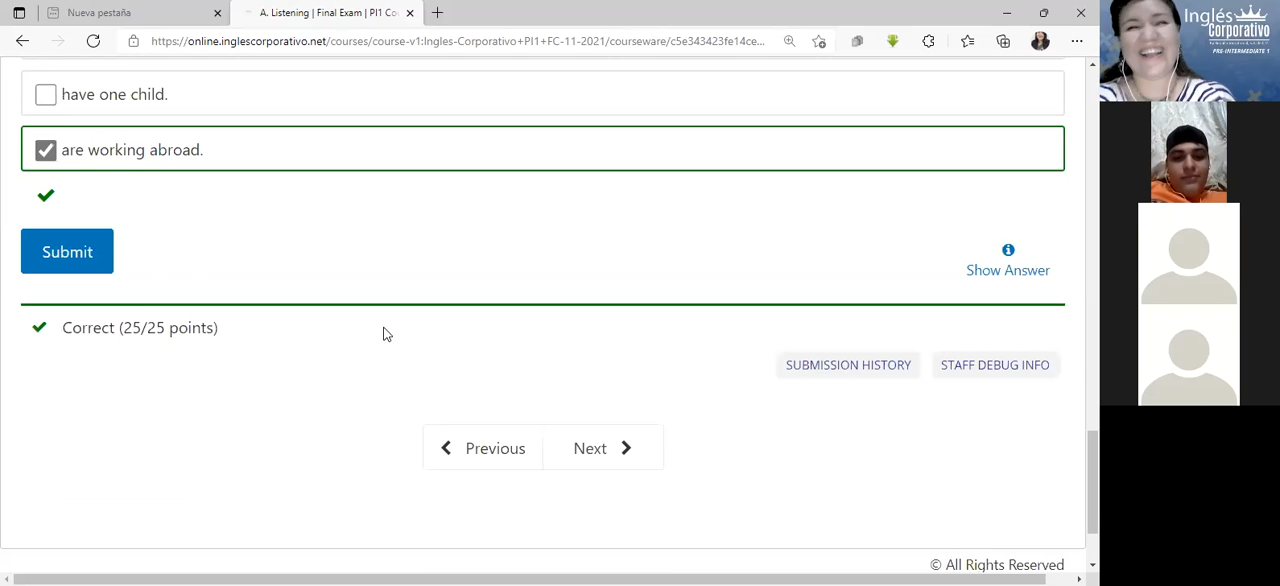 Nueva pestaña
A. Listening | Final Exam | PI1 Co
https://online.inglescorporativo.net/courses/course-v1:Ingles-Corporativo+PI1+FC-11-2021/courseware/c5e343423fe14ce...
Inglés
Corporativo
PRE-INTERMEDIATE 1
have one child.
are working abroad.
Submit
Show Answer
Correct (25/25 points)
SUBMISSION HISTORY
STAFF DEBUG INFO
Previous
Next
© All Rights Reserved